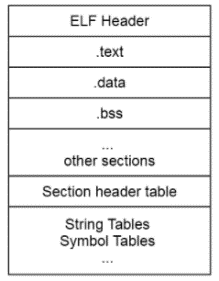 ELF Header
.text
.data
.bss
...
other sections
Section header table
String Tables
Symbol Tables
...